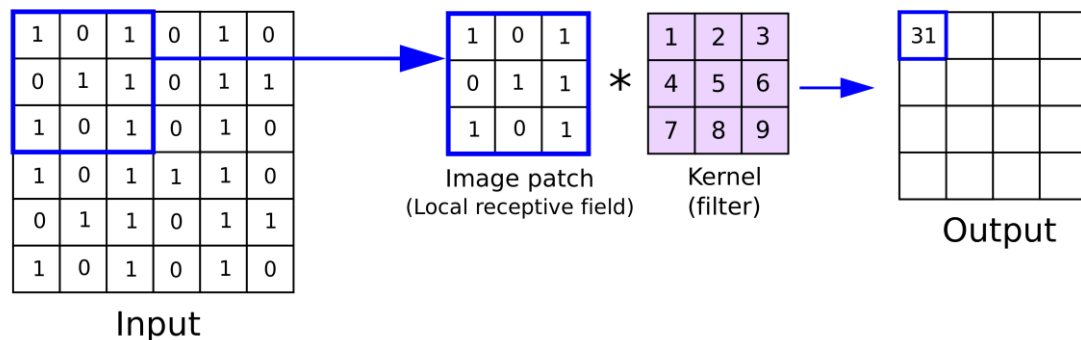 1 0 1 0 1 0
0 1 1 0 1 1
1 0 1 0 1 0
1 0 1 1 1 0
0 1 1 0 1 1
1 0 1 0 1 0
Input
1 0 1
0 1 1
1 0 1
Image patch
(Local receptive field)
*
1 2 3
4 5 6
7 8 9
Kernel
(filter)
31
Output